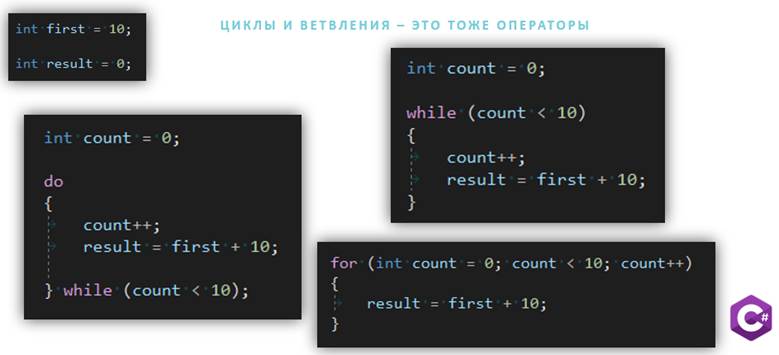 ЦИКЛЫ И ВЕТВЛЕНИЯ – ЭТО ТОЖЕ ОПЕРАТОРЫ
int first = 10;
int result = 0;
int count = 0;
do
{
count++;
result = first + 10;
} while (count < 10);
int count = 0;
while (count < 10)
{
count++;
result = first + 10;
}
for (int count = 0; count < 10; count++)
{
result = first + 10;
}
C#